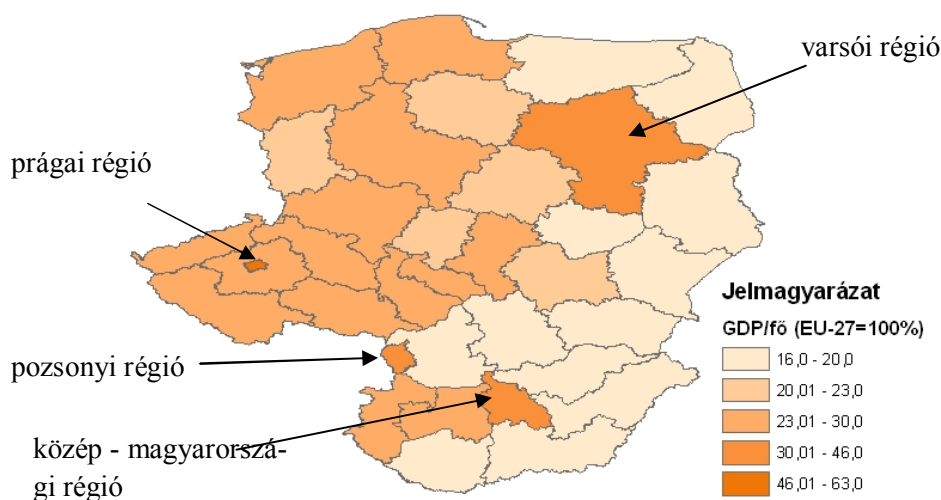 varsói régió
prágai régió
pozsonyi régió
közép - magyarorszá-
gi régió
Jelmagyarázat
GDP/fő (EU-27=100%)
16,0 - 20,0
20,01 - 23,0
23,01 - 30,0
30,01 - 46,0
46,01 - 63,0